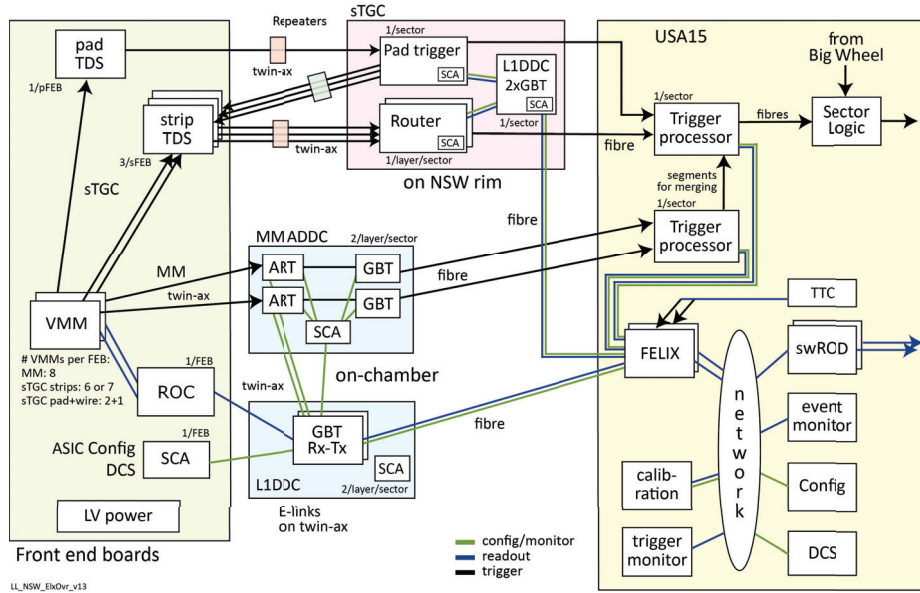 Repeaters
sTGC
USA15
pad
TDS
1/pFEB
twin-ax
1/sector
Pad trigger
SCA
L1DDC
2xGBT
SCA
1/sector
from
Big Wheel
strip
TDS
3/sFEB
twin-ax
Router
SCA
1/layer/sector
on NSW rim
fibre
1/sector
Trigger
processor
fibres
Sector
Logic
sTGC
segments
for merging
1/sector
Trigger
processor
fibre
MM ADDC
2/layer/sector
MM
twin-ax
ART
GBT
ART
GBT
SCA
fibre
on-chamber
VMM
# VMMs per FEB:
MM: 8
sTGC strips: 6 or 7
sTGC pad+wire: 2+1
1/FEB
ROC
twin-ax
TTC
FELIX
swROD
network
event
monitor
1/FEB
ASIC Config
DCS
SCA
GBT
Rx-Tx
SCA
L1DDC
2/layer/sector
fibre
calib-
ration
Config
LV power
E-links
on twin-ax
trigger
monitor
DCS
Front end boards
config/monitor
readout
trigger
LL_NSW_ElxOvr_v13